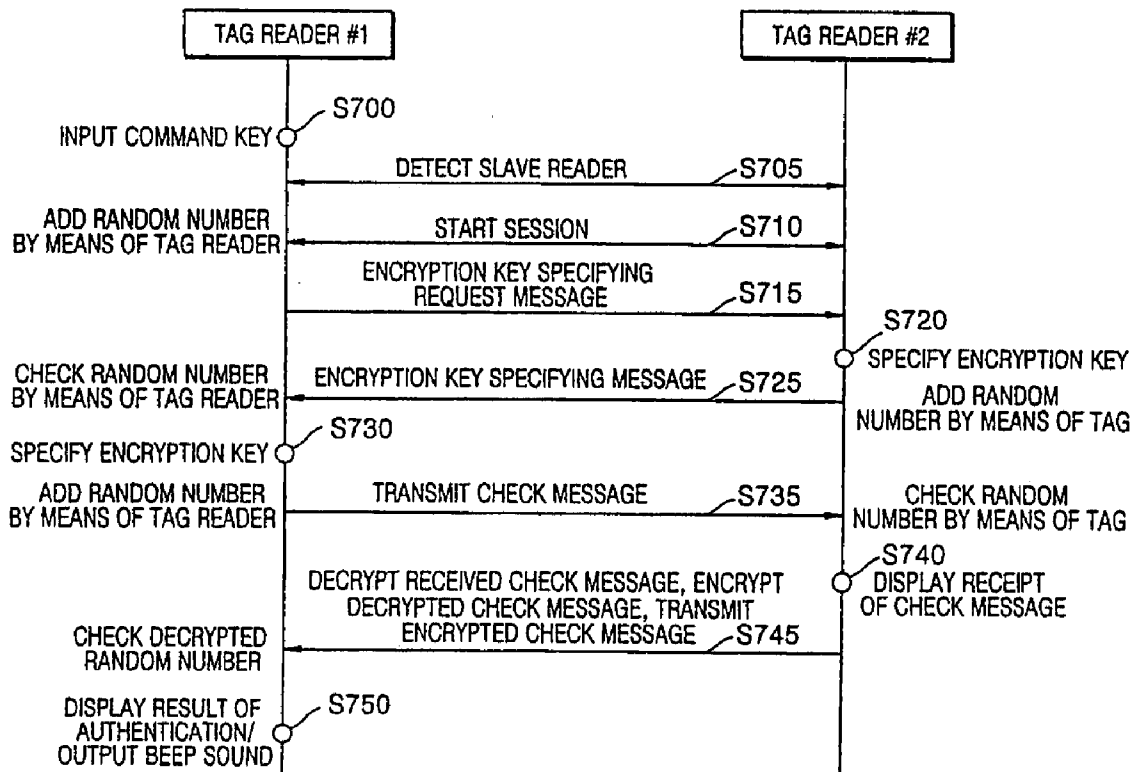 TAG READER #1
TAG READER #2
S700
INPUT COMMAND KEY
DETECT SLAVE READER
S705
ADD RANDOM NUMBER
BY MEANS OF TAG READER
START SESSION
S710
ENCRYPTION KEY SPECIFYING
REQUEST MESSAGE
S715
S720
SPECIFY ENCRYPTION KEY
CHECK RANDOM NUMBER
BY MEANS OF TAG READER
ENCRYPTION KEY SPECIFYING MESSAGE
S725
ADD RANDOM
NUMBER BY MEANS OF TAG
S730
SPECIFY ENCRYPTION KEY
ADD RANDOM NUMBER
BY MEANS OF TAG READER
TRANSMIT CHECK MESSAGE
S735
CHECK RANDOM
NUMBER BY MEANS OF TAG
S740
DISPLAY RECEIPT
OF CHECK MESSAGE
DECRYPT RECEIVED CHECK MESSAGE, ENCRYPT
DECRYPTED CHECK MESSAGE, TRANSMIT
ENCRYPTED CHECK MESSAGE
S745
CHECK DECRYPTED
RANDOM NUMBER
S750
DISPLAY RESULT OF
AUTHENTICATION/
OUTPUT BEEP SOUND